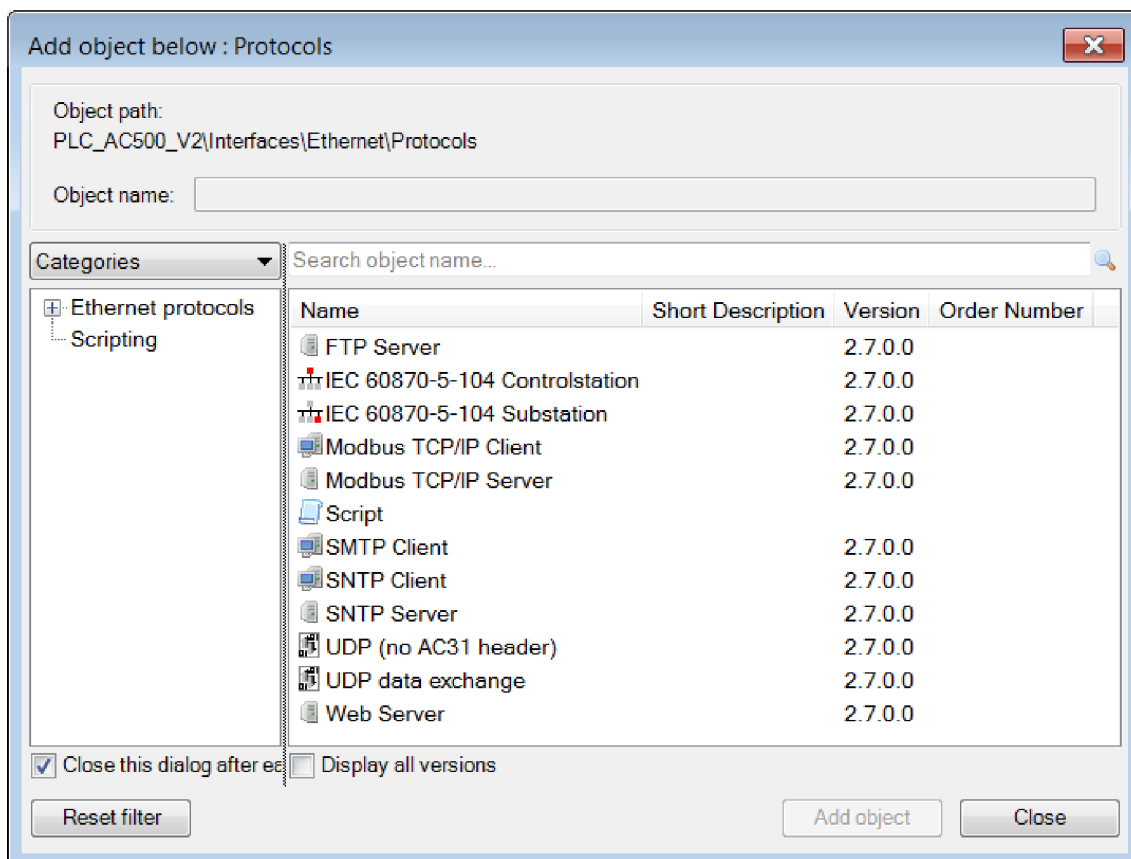 Add object below : Protocols
Object path:
PLC_AC500_V2\Interfaces\Ethernet\Protocols
Object name:
Categories
Search object name...
Ethernet protocols
Scripting
Name Short Description Version Order Number
FTP Server 2.7.0.0
IEC 60870-5-104 Controlstation 2.7.0.0
IEC 60870-5-104 Substation 2.7.0.0
Modbus TCP/IP Client 2.7.0.0
Modbus TCP/IP Server 2.7.0.0
Script
SMTP Client 2.7.0.0
SNTP Client 2.7.0.0
SNTP Server 2.7.0.0
UDP (no AC31 header) 2.7.0.0
UDP data exchange 2.7.0.0
Web Server 2.7.0.0
Close this dialog after ea
Display all versions
Reset filter Add object Close